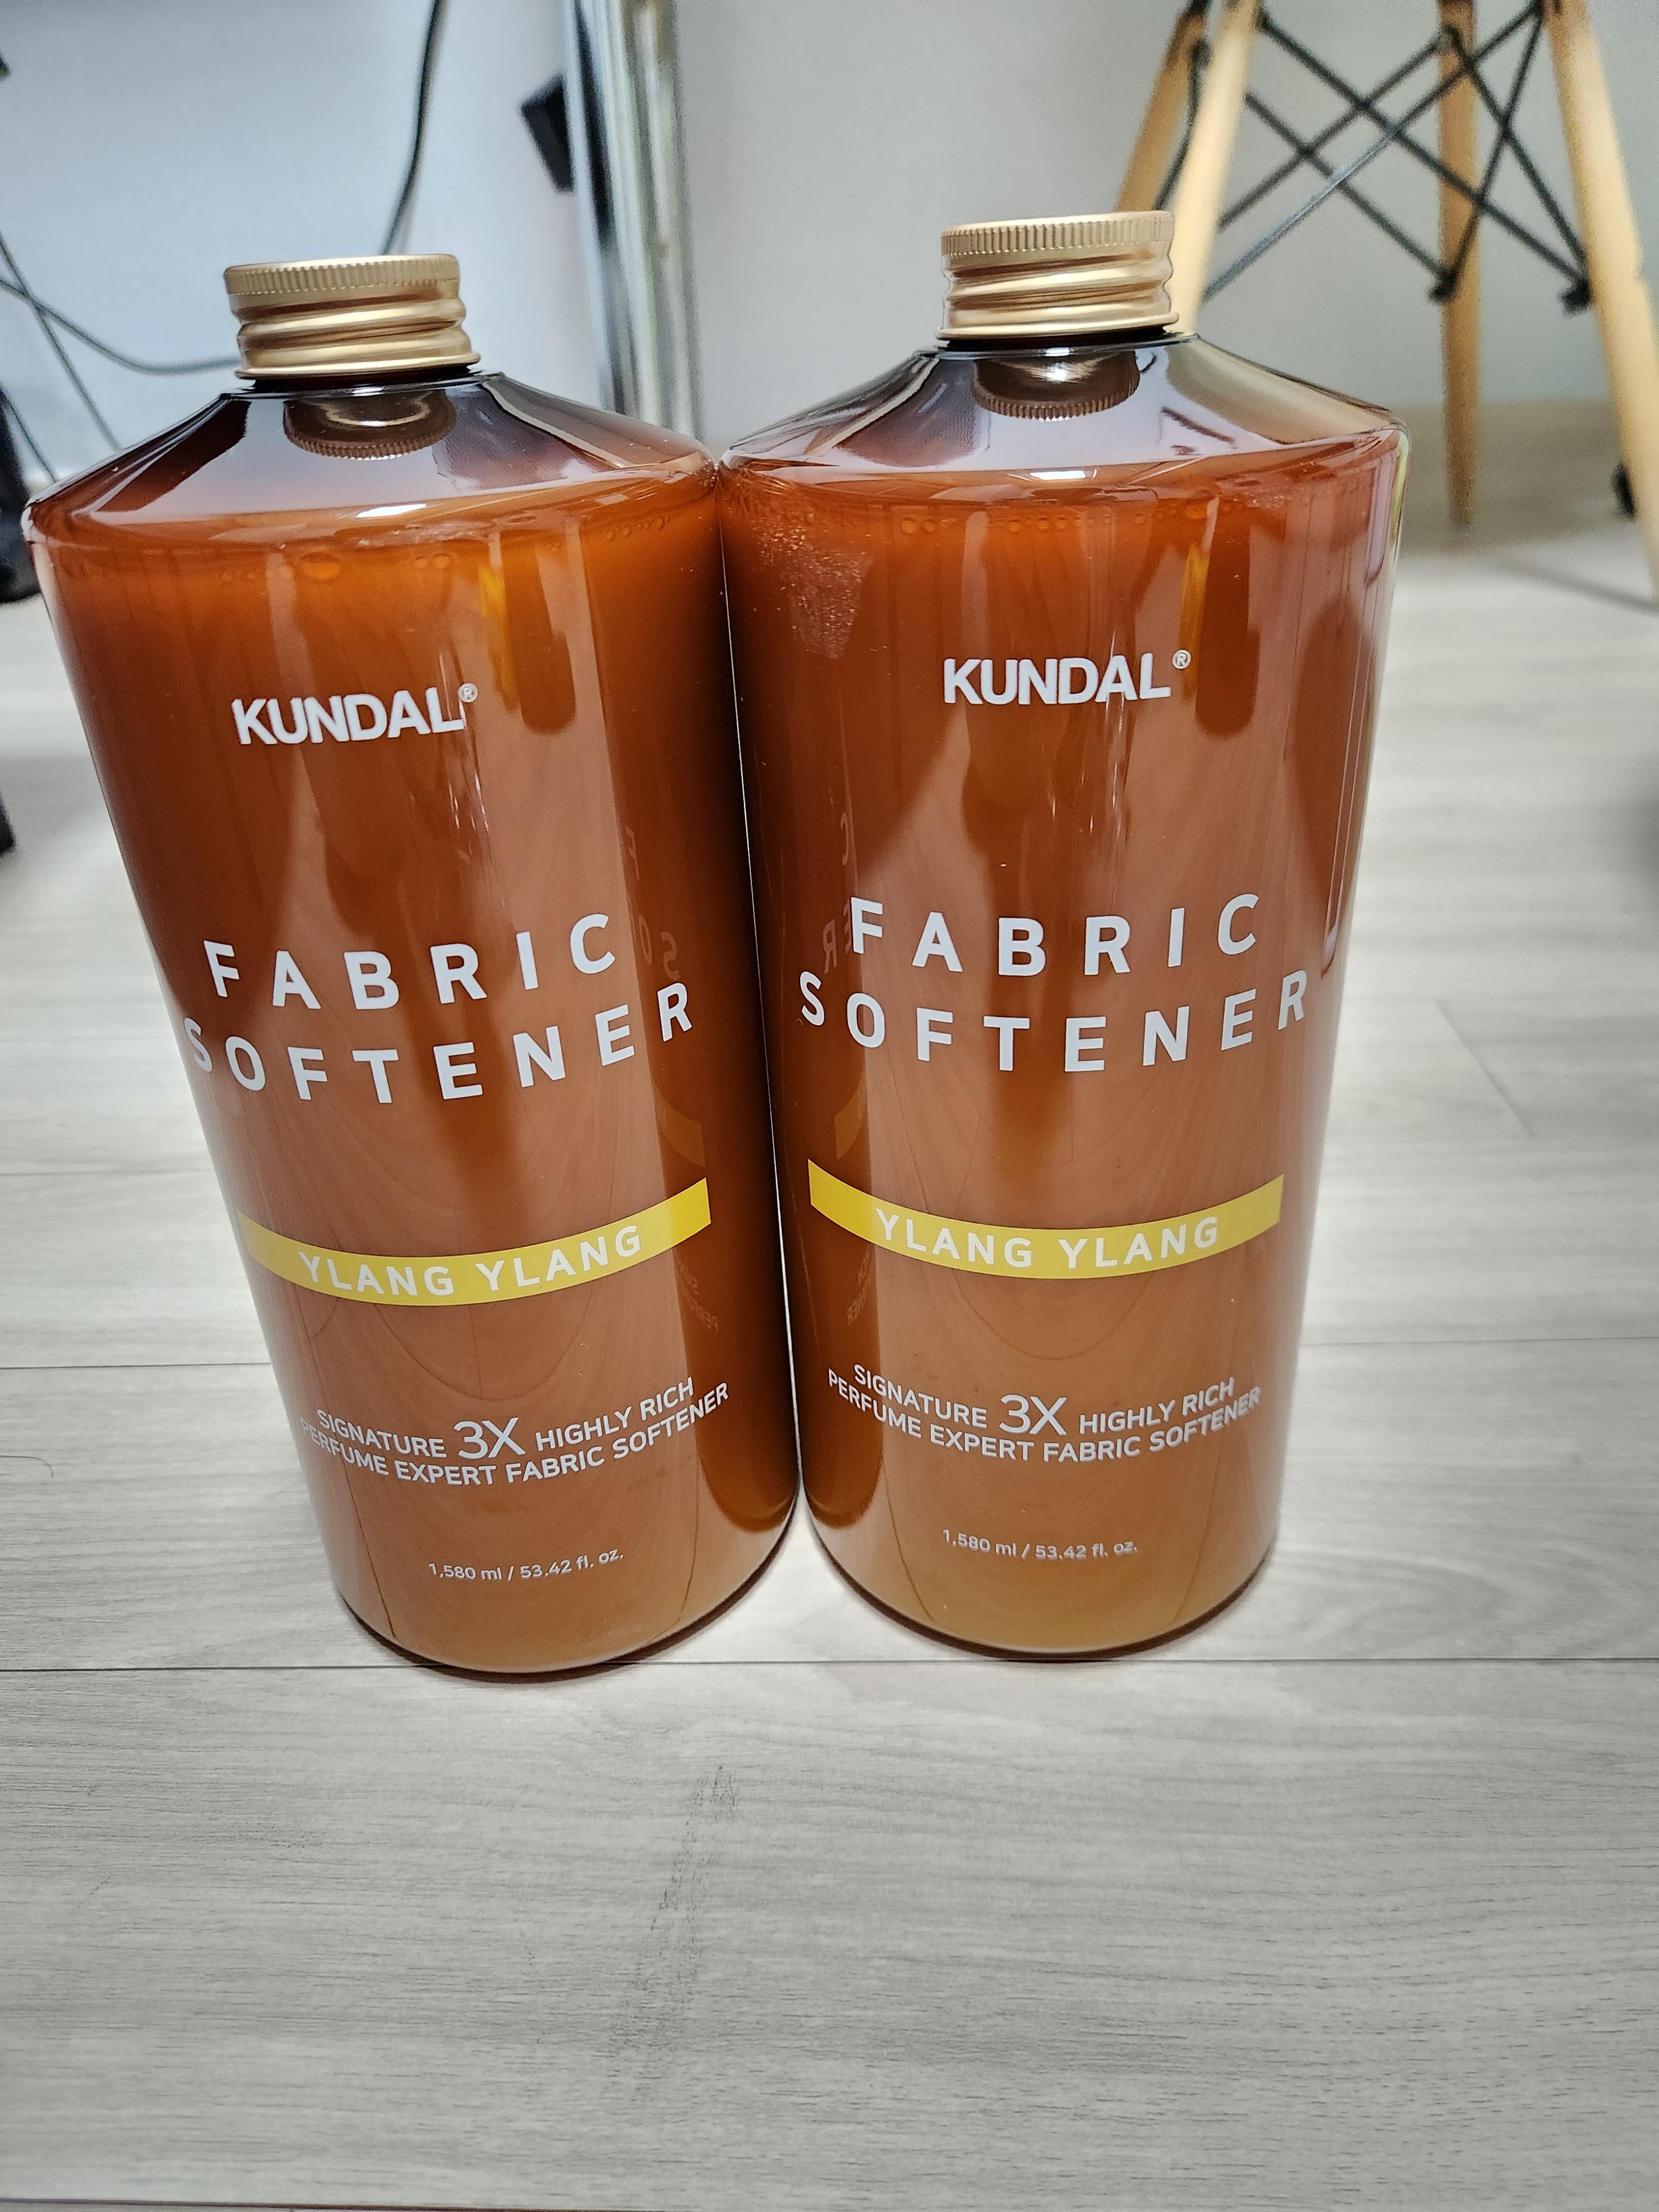 KUNDAL®
FABRIC
SOFTENER
YLANG YLANG
SIGNATURE 3X HIGHLY RICH
PERFUME EXPERT FABRIC SOFTENER
1,580 ml / 53.42 fl. oz.
KUNDAL®
FABRIC
SOFTENER
YLANG YLANG
SIGNATURE 3X HIGHLY RICH
PERFUME EXPERT FABRIC SOFTENER
1,580 ml / 53.42 fl. oz.